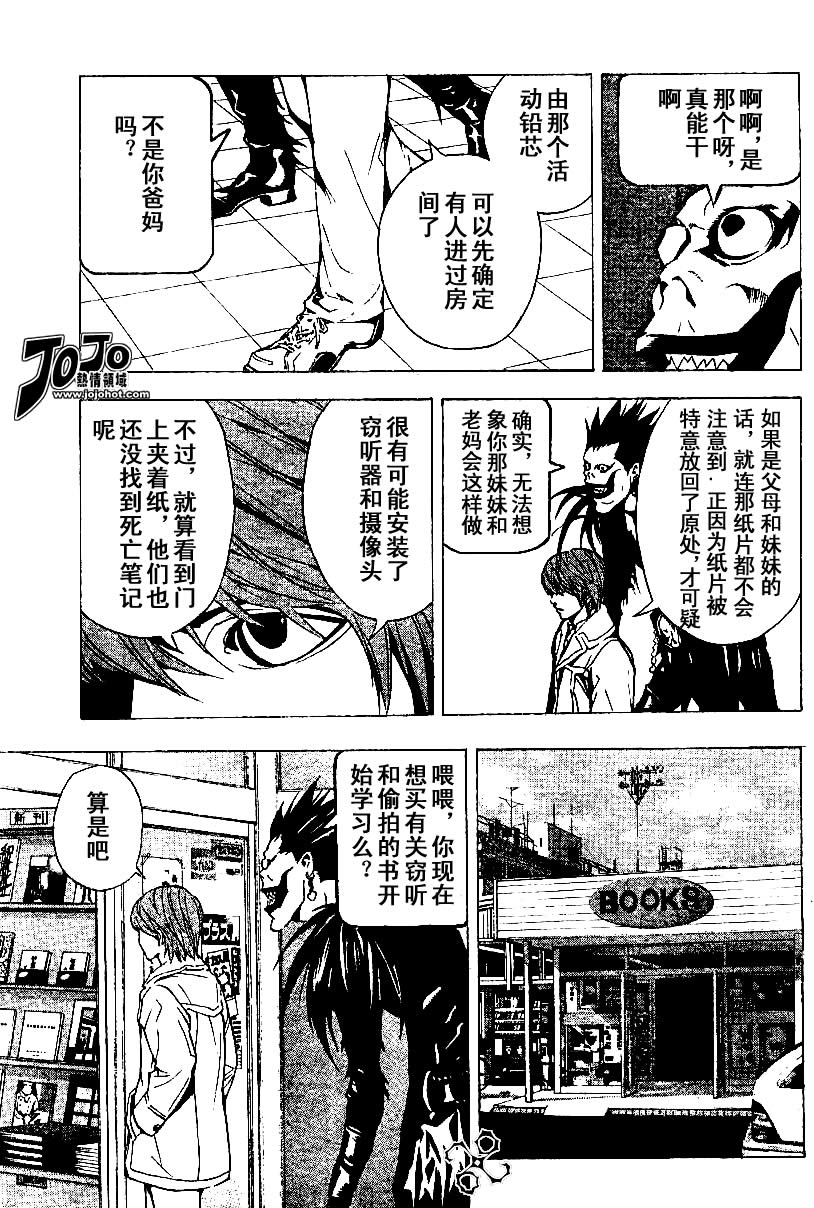 啊啊，是
那个呀，
真能干
啊
由那个活
动铅芯
可以先确定
有人进过房
间了
不是你爸妈
吗？
JOJO
熱情領域
www.jojohot.com
如果是父母和妹妹的
话，就连那纸片都不会
注意到·正因为纸片被
特意放回了原处，才可疑
确实，无法想
象你那妹妹和
老妈会这样做
很有可能安装了
窃听器和摄像头
不过，就算看到门
上夹着纸，他们也
还没找到死亡笔记
呢
BOOKS
喂喂，你现在
想买有关窃听
和偷拍的书开
始学习么？
算是吧
新刊
プラス